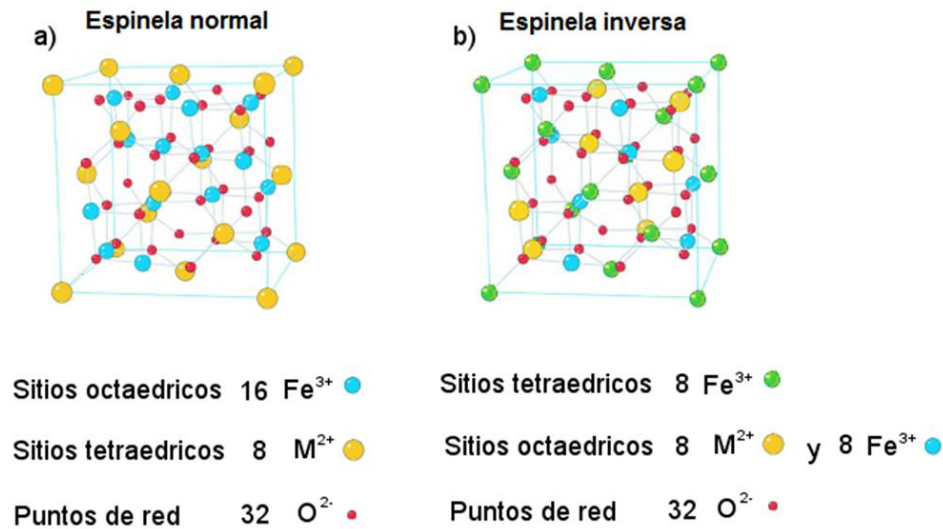 Espinela normal
a)
Sitios octaedricos 16 Fe³⁺
Sitios tetraedricos 8 M²⁺
Puntos de red 32 O²⁻
Espinela inversa
b)
Sitios tetraedricos 8 Fe³⁺
Sitios octaedricos 8 M²⁺ y 8 Fe³⁺
Puntos de red 32 O²⁻